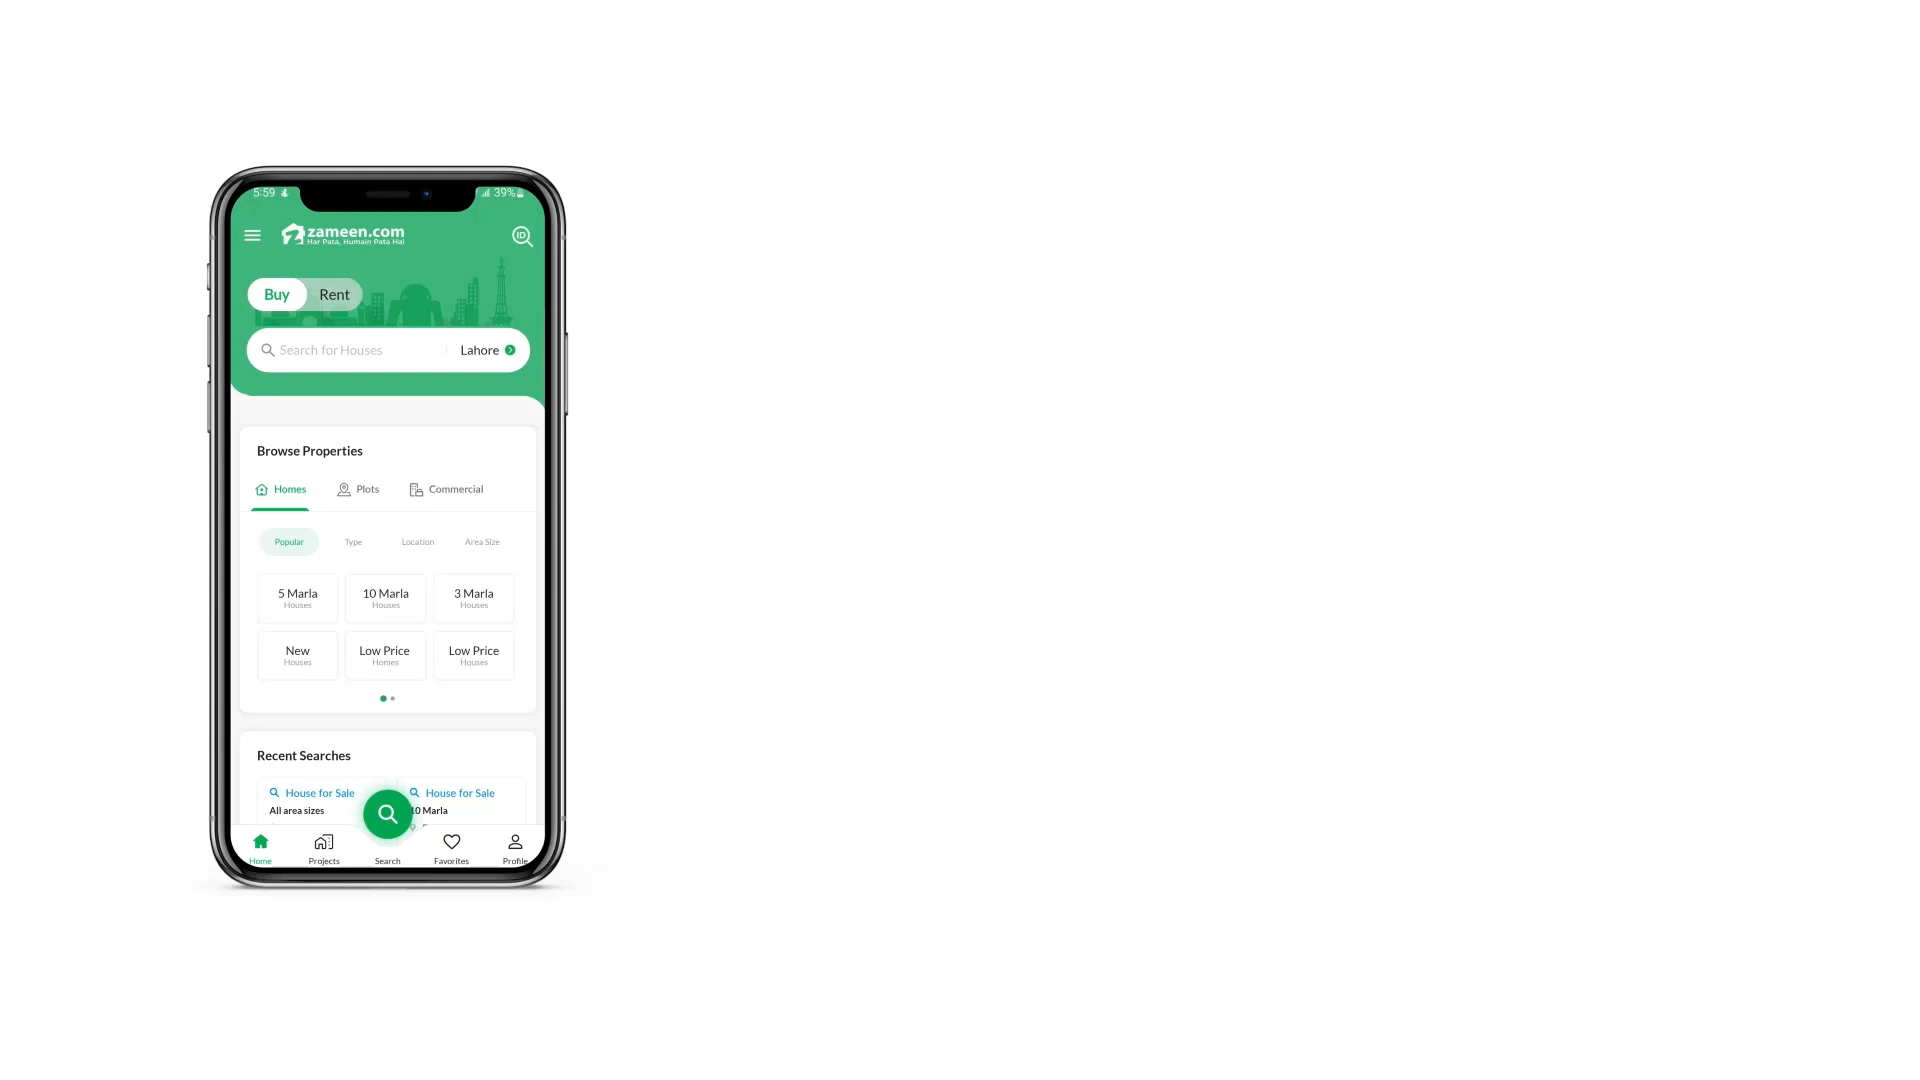 5:59
39%
zameen.com
Har Pata, Humain Pata Hai
ID
Buy Rent
Search for Houses Lahore
Browse Properties
Homes Plots Commercial
Popular Type Location Area Size
5 Marla 10 Marla 3 Marla
Houses Houses Houses
New Low Price Low Price
Houses Homes Houses
Recent Searches
House for Sale House for Sale
All area sizes 10 Marla
Home Projects Search Favorites Profile